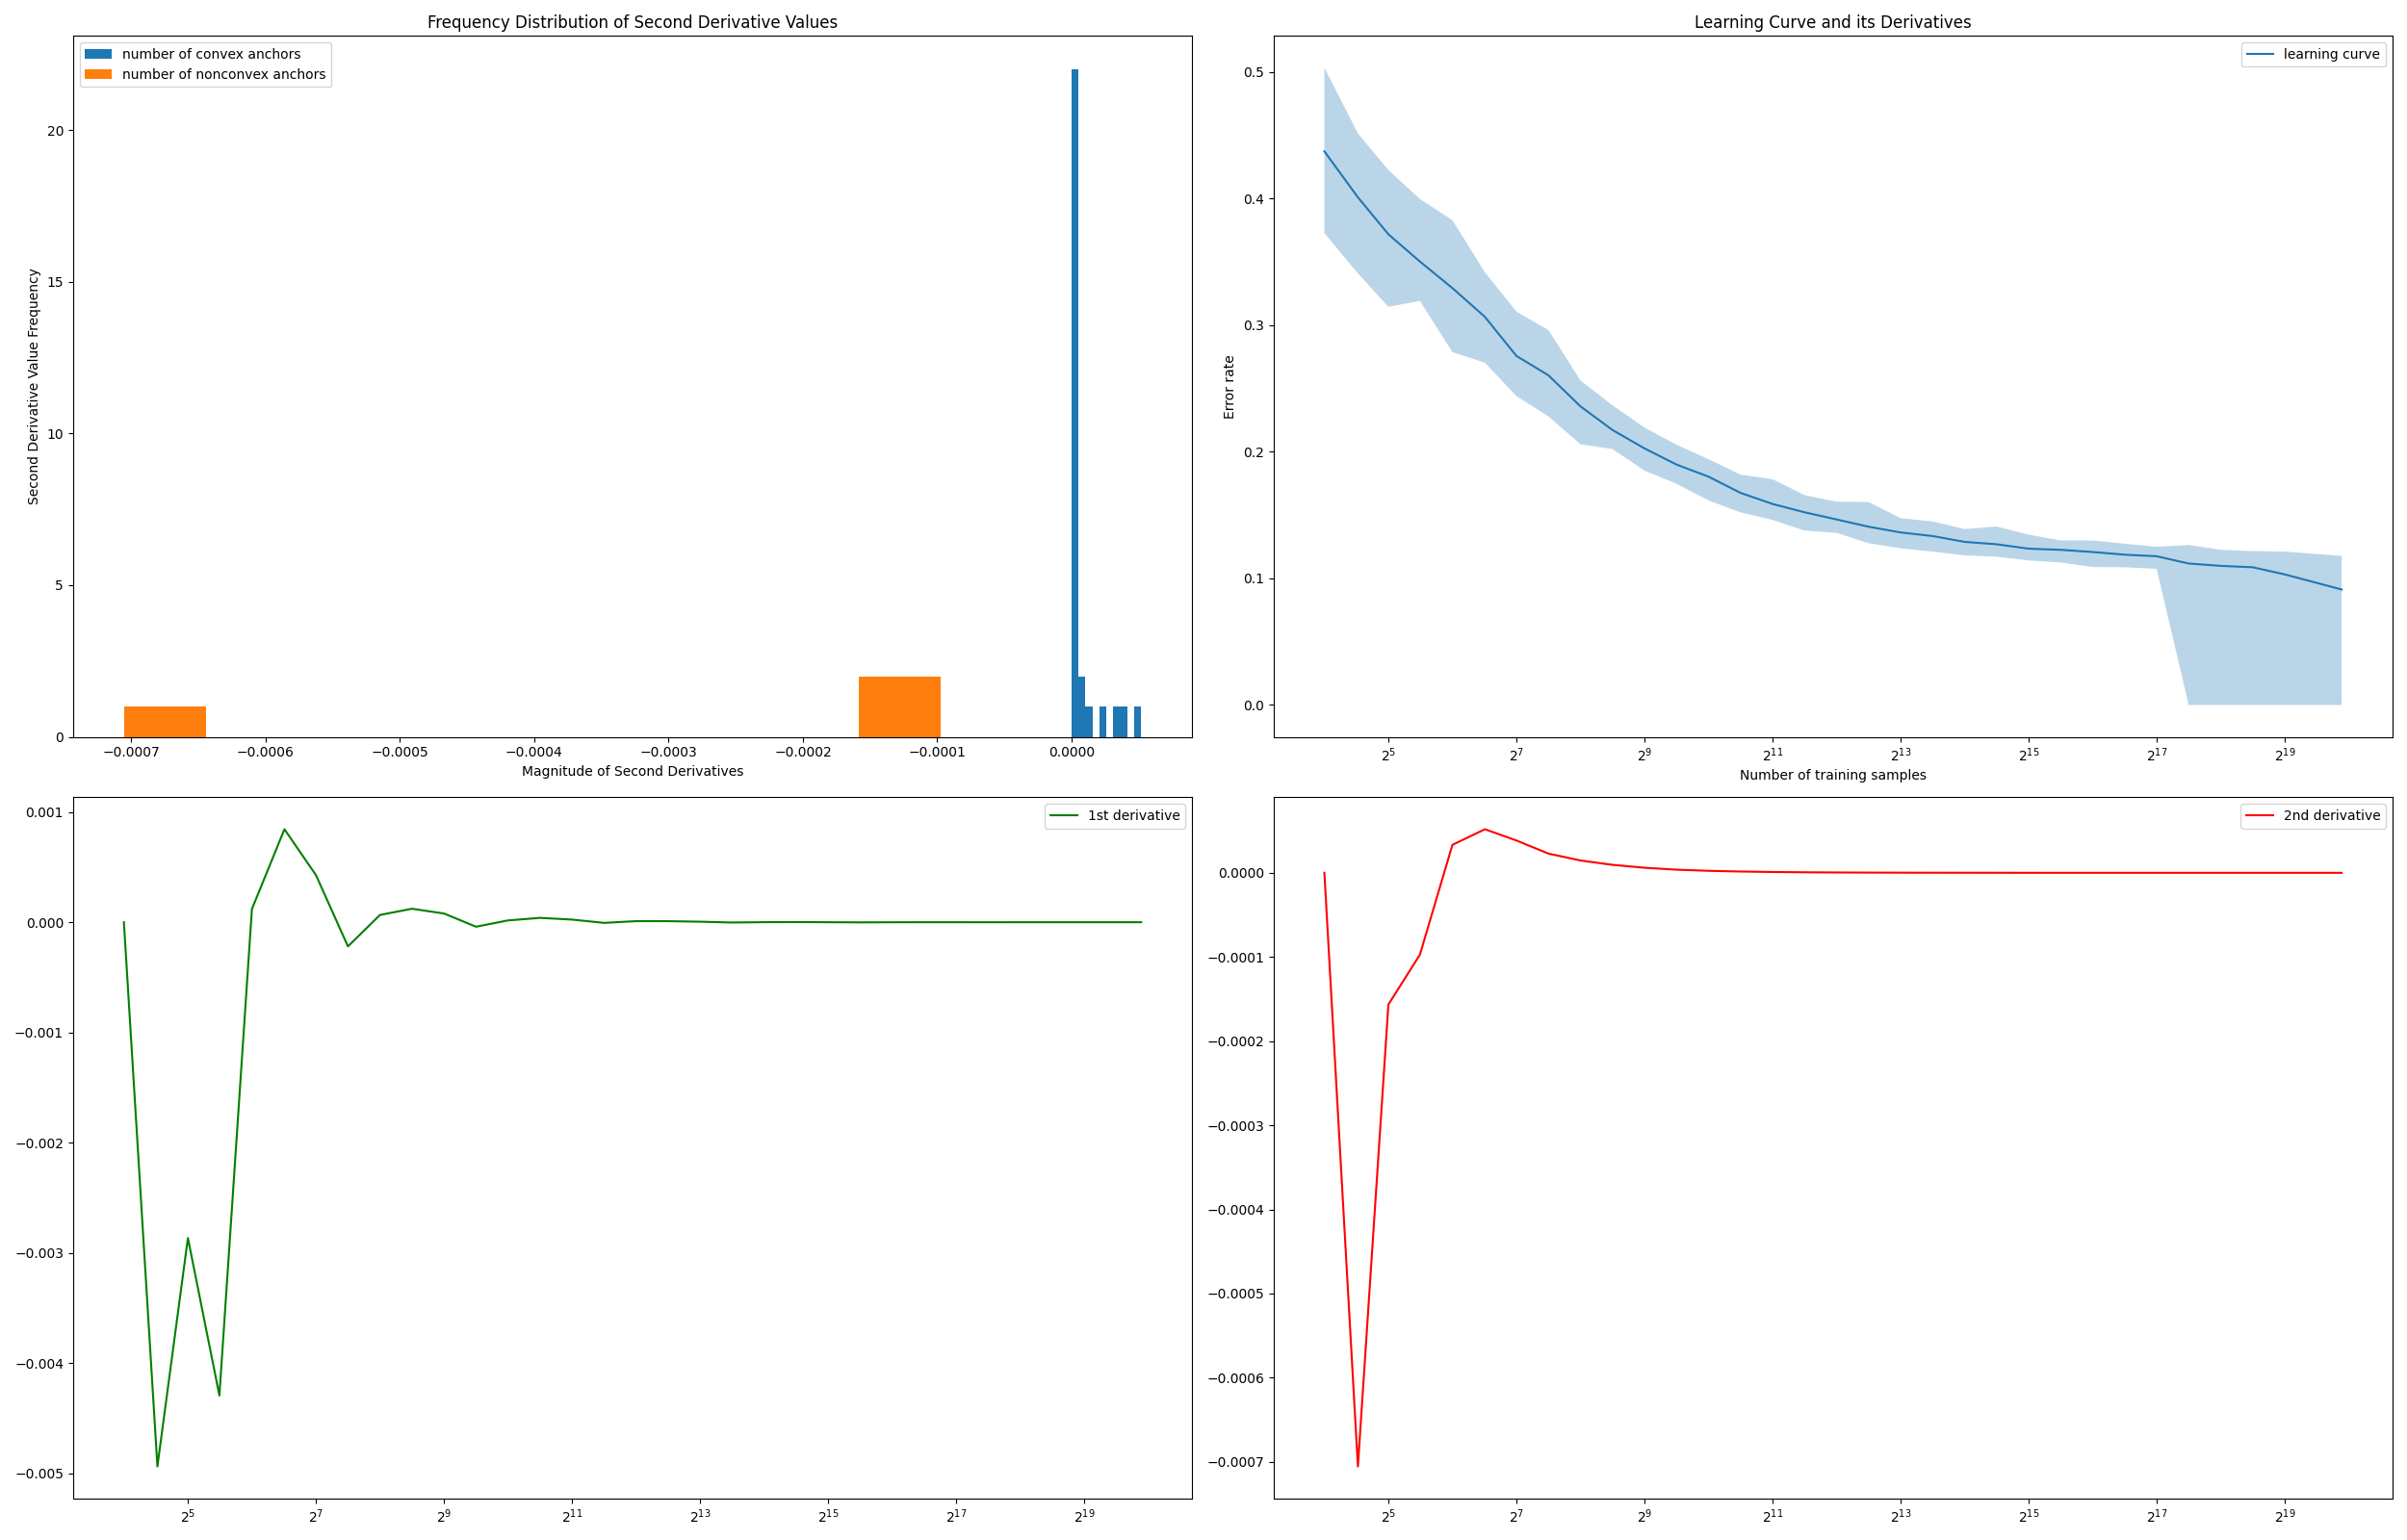 Frequency Distribution of Second Derivative Values
number of convex anchors
number of nonconvex anchors
Second Derivative Value Frequency
20
15
10
5
0
−0.0007 −0.0006 −0.0005 −0.0004 −0.0003 −0.0002 −0.0001 0.0000
Magnitude of Second Derivatives
Learning Curve and its Derivatives
learning curve
Error rate
0.5
0.4
0.3
0.2
0.1
0.0
2^5 2^7 2^9 2^11 2^13 2^15 2^17 2^19
Number of training samples
1st derivative
0.001
0.000
−0.001
−0.002
−0.003
−0.004
−0.005
2^5 2^7 2^9 2^11 2^13 2^15 2^17 2^19
2nd derivative
0.0000
−0.0001
−0.0002
−0.0003
−0.0004
−0.0005
−0.0006
−0.0007
2^5 2^7 2^9 2^11 2^13 2^15 2^17 2^19